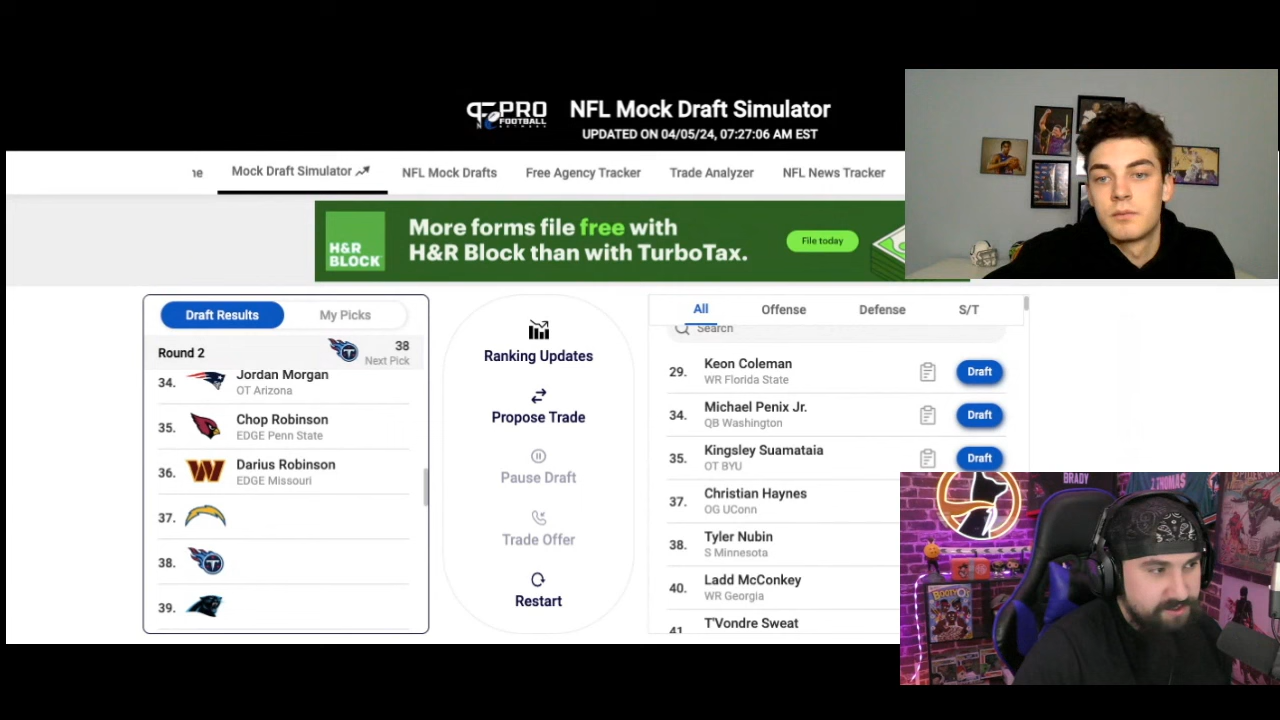 PRO
FOOTBALL
NETWORK
NFL Mock Draft Simulator
UPDATED ON 04/05/24, 07:27:06 AM EST
ne
Mock Draft Simulator
NFL Mock Drafts
Free Agency Tracker
Trade Analyzer
NFL News Tracker
H&R
BLOCK
More forms file free with
H&R Block than with TurboTax.
File today
Draft Results
My Picks
Round 2
38
Next Pick
34.
Jordan Morgan
OT Arizona
35.
Chop Robinson
EDGE Penn State
36.
Darius Robinson
EDGE Missouri
37.
38.
39.
Ranking Updates
Propose Trade
Pause Draft
Trade Offer
Restart
All
Offense
Defense
S/T
Search
29.
Keon Coleman
WR Florida State
Draft
34.
Michael Penix Jr.
QB Washington
Draft
35.
Kingsley Suamataia
OT BYU
Draft
37.
Christian Haynes
OG UConn
38.
Tyler Nubin
S Minnesota
40.
Ladd McConkey
WR Georgia
41.
T'Vondre Sweat
BRADY
J.THOMAS
BOOTY-O's